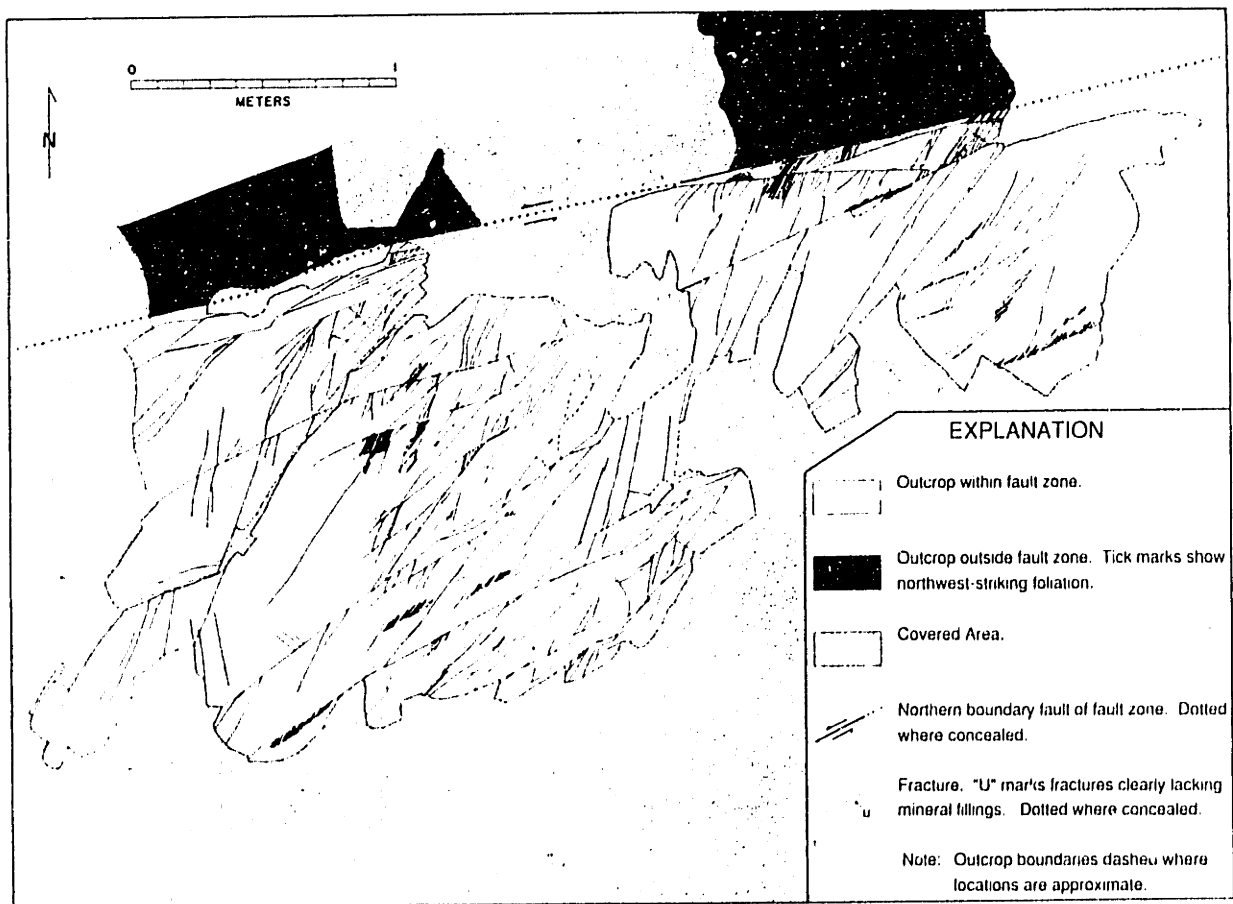 0 1
METERS
N
EXPLANATION
Outcrop within fault zone.
Outcrop outside fault zone. Tick marks show
northwest-striking foliation.
Covered Area.
Northern boundary fault of fault zone. Dotted
where concealed.
Fracture. "U" marks fractures clearly lacking
U mineral fillings. Dotted where concealed.
Note: Outcrop boundaries dashed where
locations are approximate.